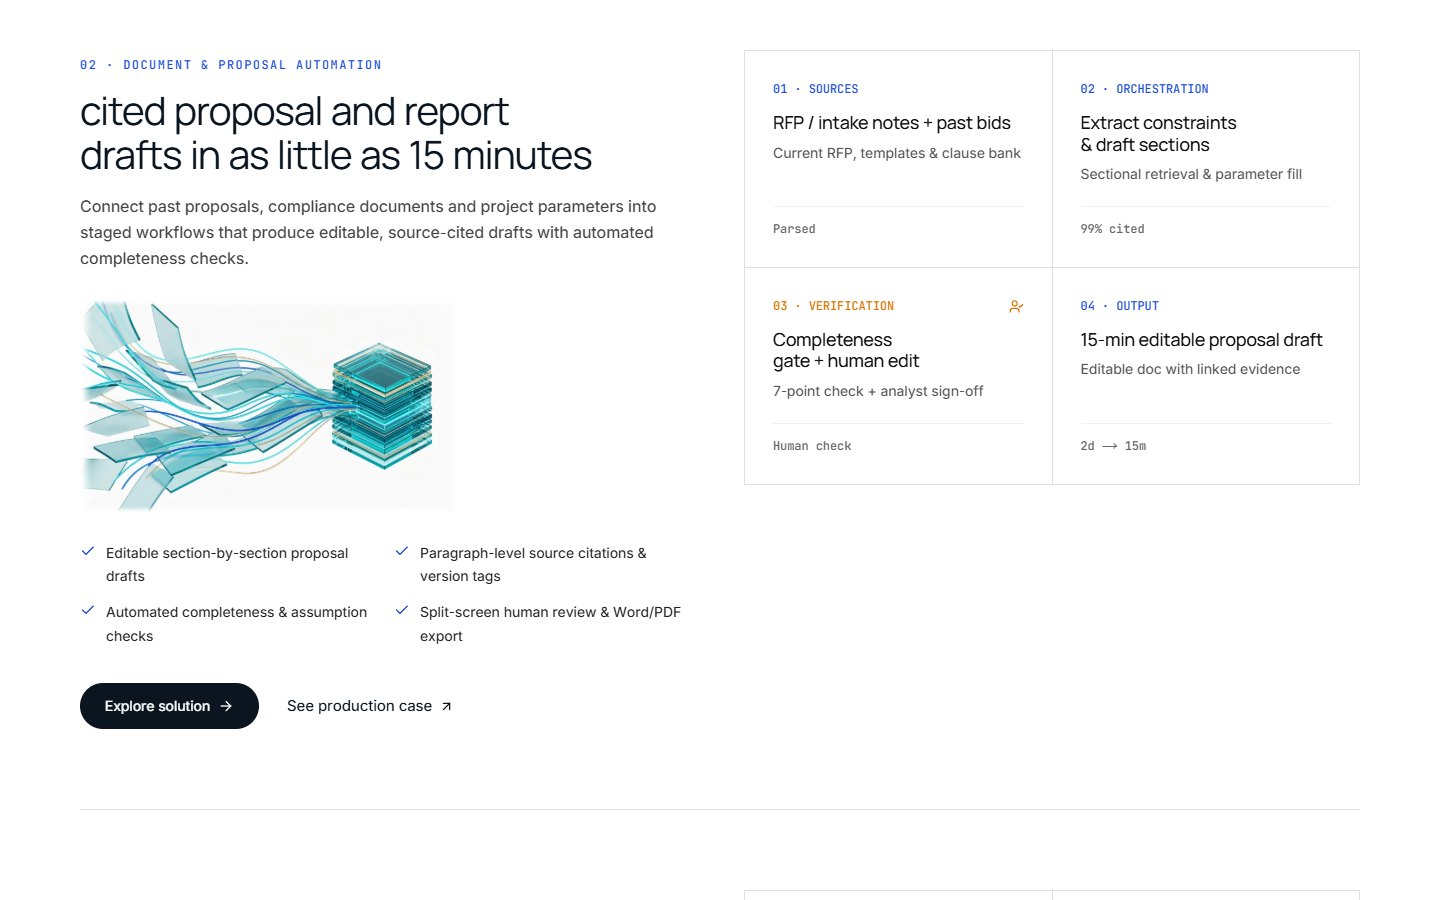 02 · DOCUMENT & PROPOSAL AUTOMATION
cited proposal and report
drafts in as little as 15 minutes
Connect past proposals, compliance documents and project parameters into
staged workflows that produce editable, source-cited drafts with automated
completeness checks.
Editable section-by-section proposal
drafts
Paragraph-level source citations &
version tags
Automated completeness & assumption
checks
Split-screen human review & Word/PDF
export
Explore solution →
See production case ↗
01 · SOURCES
RFP / intake notes + past bids
Current RFP, templates & clause bank
Parsed
02 · ORCHESTRATION
Extract constraints
& draft sections
Sectional retrieval & parameter fill
99% cited
03 · VERIFICATION
Completeness
gate + human edit
7-point check + analyst sign-off
Human check
04 · OUTPUT
15-min editable proposal draft
Editable doc with linked evidence
2d → 15m